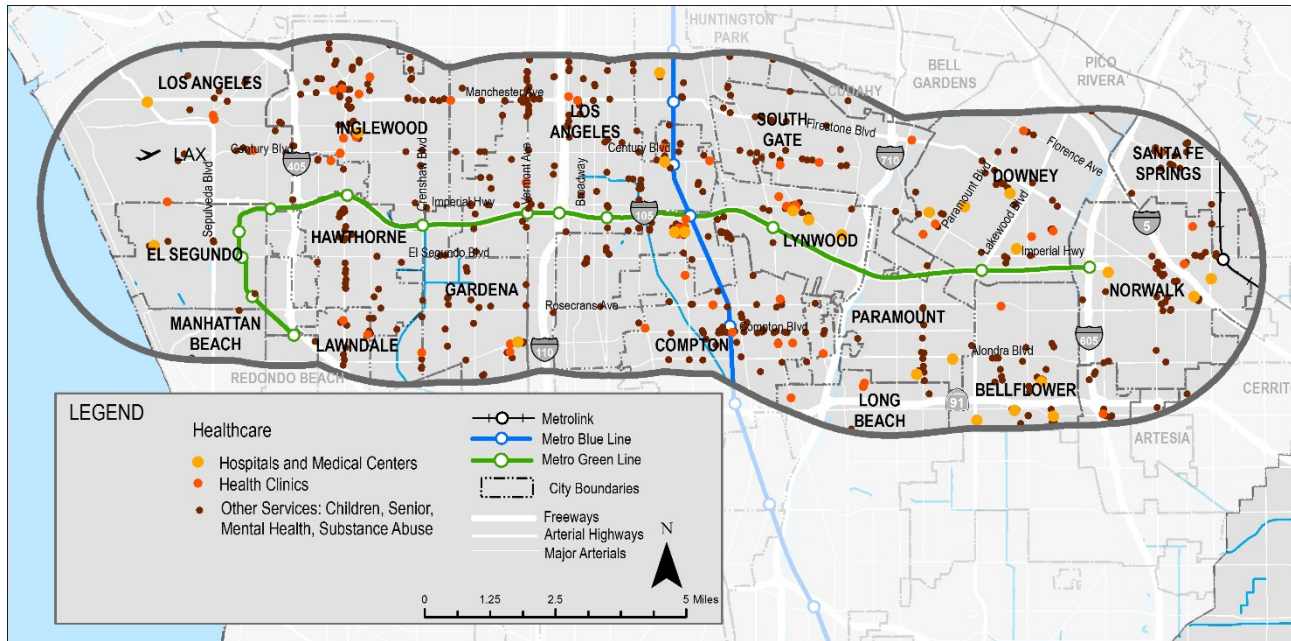 HUNTINGTON
PARK
BELL
GARDENS
PICO
RIVERA
CUDAHY
LOS ANGELES
Manchester Ave
INGLEWOOD
LOS
ANGELES
SOUTH
GATE
Firestone Blvd
Florence Ave
LAX
Century Blvd
405
Century Blvd
710
SANTA FE
SPRINGS
DOWNEY
Sepulveda Blvd
Crenshaw Blvd
Vermont Ave
Broadway
Paramount Blvd
Lakewood Blvd
Imperial Hwy
105
5
HAWTHORNE
LYNWOOD
EL SEGUNDO
El Segundo Blvd
Imperial Hwy
GARDENA
NORWALK
Rosecrans Ave
MANHATTAN
BEACH
LAWNDALE
110
COMPTON
Compton Blvd
PARAMOUNT
605
Alondra Blvd
REDONDO BEACH
BELLFLOWER
LONG
BEACH
91
CERRIT
ARTESIA
LEGEND
Healthcare
Hospitals and Medical Centers
Health Clinics
Other Services: Children, Senior,
Mental Health, Substance Abuse
Metrolink
Metro Blue Line
Metro Green Line
City Boundaries
Freeways
Arterial Highways
Major Arterials
N
0 1.25 2.5 5 Miles